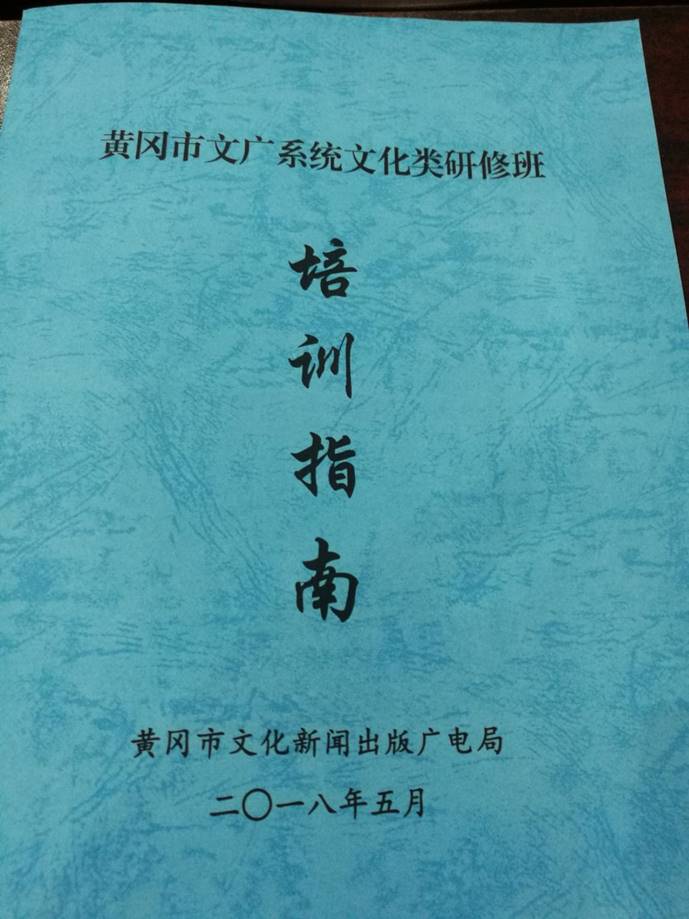 黄冈市文广系统文化类研修班
培训指南
黄冈市文化新闻出版广电局
二〇一八年五月